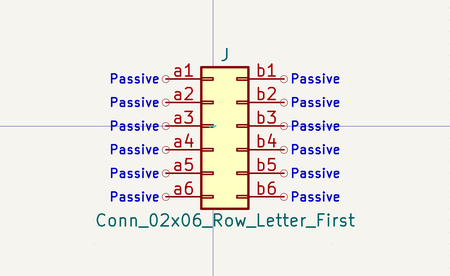 J
Passive a1 b1 Passive
Passive a2 b2 Passive
Passive a3 b3 Passive
Passive a4 b4 Passive
Passive a5 b5 Passive
Passive a6 b6 Passive
Conn_02x06_Row_Letter_First